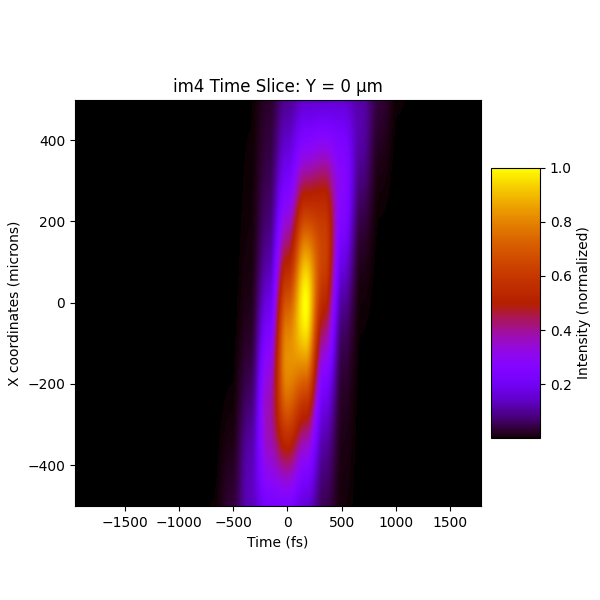 im4 Time Slice: Y = 0 μm
400
200
0
−200
−400
X coordinates (microns)
−1500 −1000 −500 0 500 1000 1500
Time (fs)
1.0
0.8
0.6
0.4
0.2
Intensity (normalized)